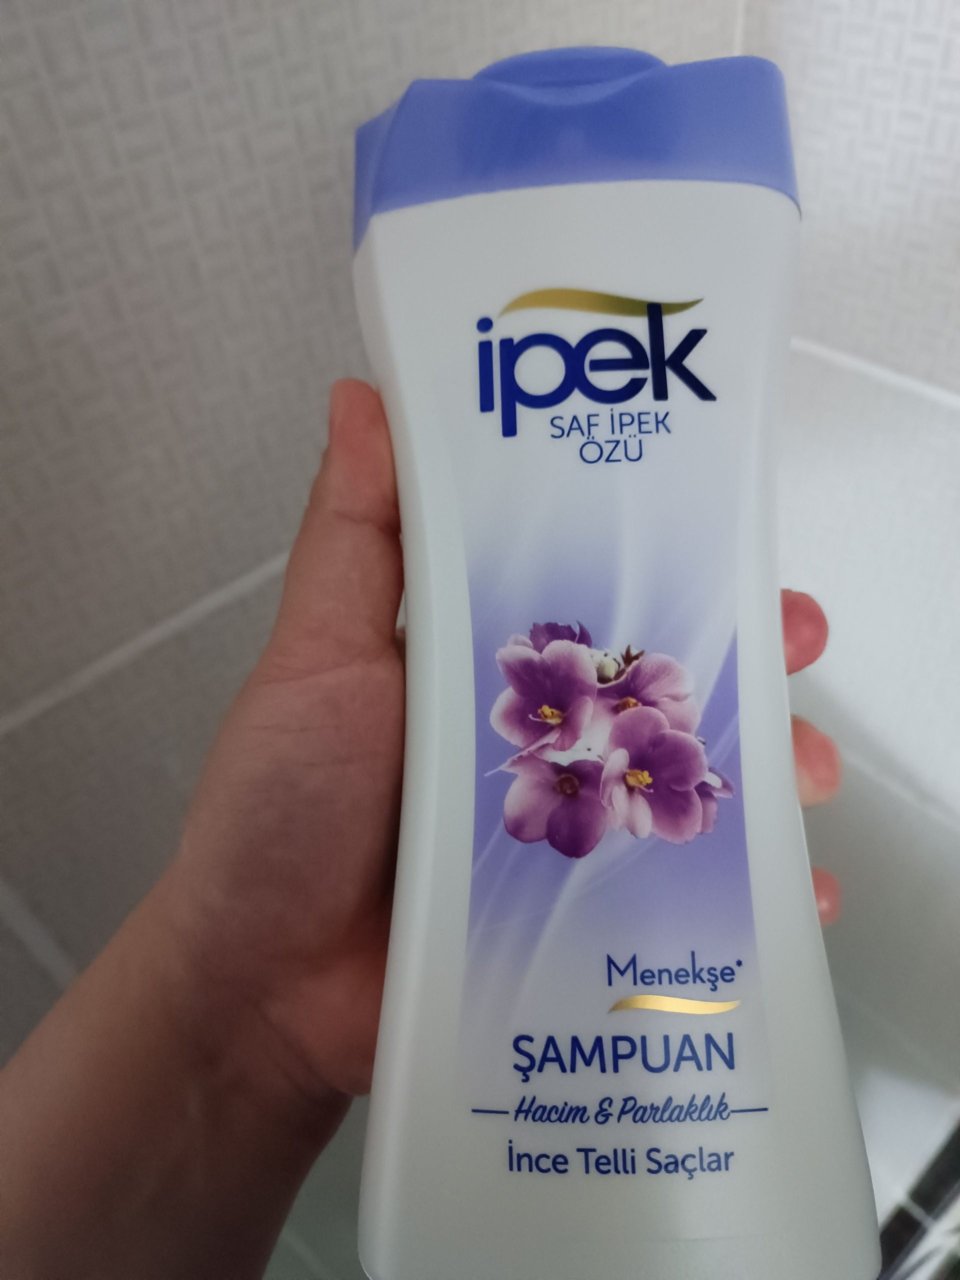 ipek
SAF İPEK
ÖZÜ
Menekşe*
ŞAMPUAN
Hacim & Parlaklık
İnce Telli Saçlar